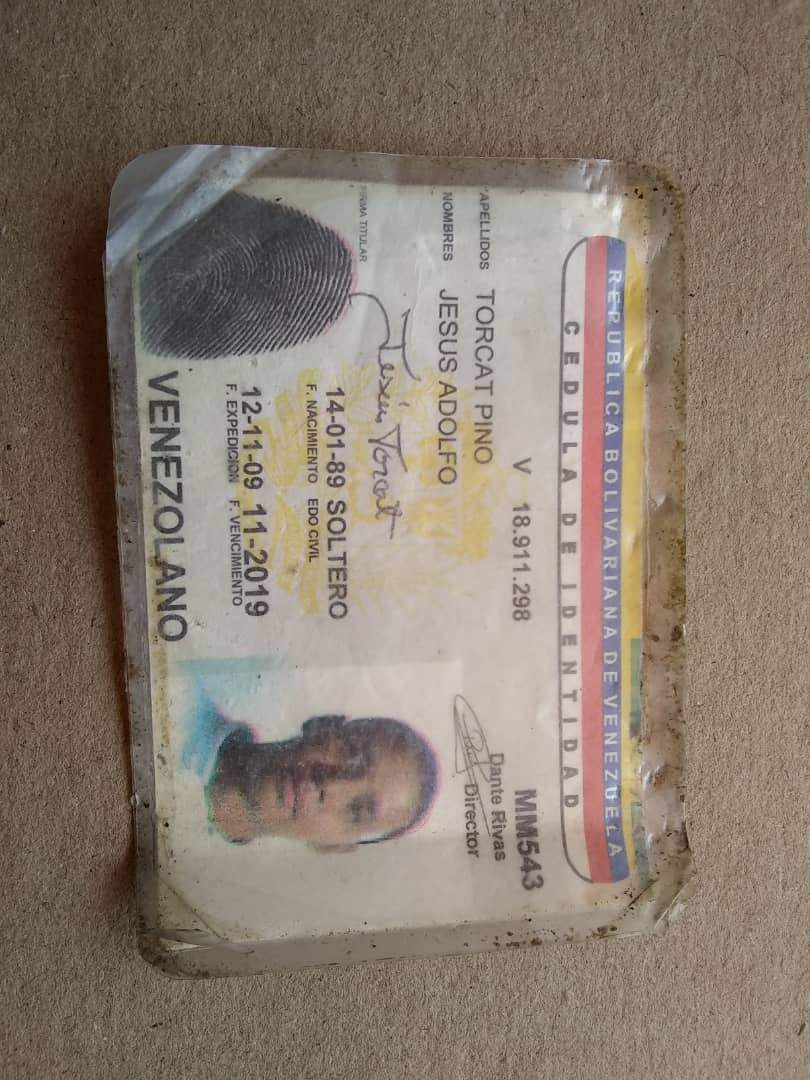 REPUBLICA BOLIVARIANA DE VENEZUELA
CEDULA DE IDENTIDAD
V 18.911.298
MM543
APELLIDOS TORCAT PINO
Dante Rivas
Director
NOMBRES JESUS ADOLFO
Jesús Torcat
FIRMA TITULAR
14-01-89 SOLTERO
F. NACIMIENTO EDO CIVIL
12-11-09 11-2019
F. EXPEDICION F. VENCIMIENTO
VENEZOLANO